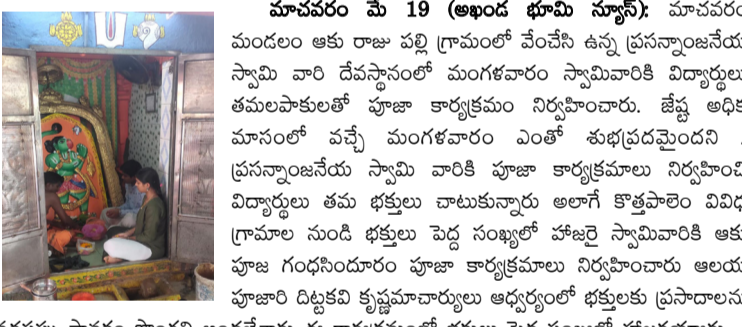 మాచవరం మే 19 (అఖండ భూమి న్యూస్): మాచవరం
మండలం ఆకు రాజు పల్లి గ్రామంలో వేంచేసి ఉన్న ప్రసన్నాంజనేయ
స్వామి వారి దేవస్థానంలో మంగళవారం స్వామివారికి విద్యార్థులు
తమలపాకులతో పూజా కార్యక్రమం నిర్వహించారు. జేష్ట అధిక
మాసంలో వచ్చే మంగళవారం ఎంతో శుభప్రదమైందని
ప్రసన్నాంజనేయ స్వామి వారికి పూజా కార్యక్రమాలు నిర్వహించి
విద్యార్థులు తమ భక్తులు చాటుకున్నారు అలాగే కొత్తపాలెం వివిధ
గ్రామాల నుండి భక్తులు పెద్ద సంఖ్యలో హాజరై స్వామివారికి ఆకు
పూజ గంధసిందూరం పూజా కార్యక్రమాలు నిర్వహించారు ఆలయ
పూజారి దిట్టకవి కృష్ణమాచార్యులు ఆధ్వర్యంలో భక్తులకు ప్రసాదాలను